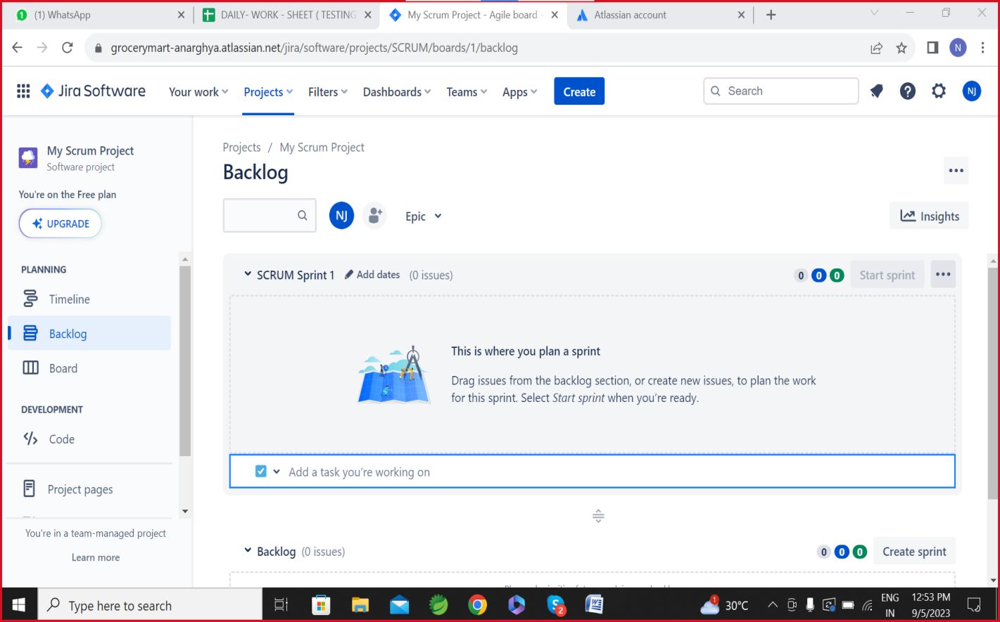 (1) WhatsApp
DAILY- WORK - SHEET ( TESTING
My Scrum Project - Agile board -
Atlassian account
grocerymart-anarghya.atlassian.net/jira/software/projects/SCRUM/boards/1/backlog
N
Jira Software
Your work
Projects
Filters
Dashboards
Teams
Apps
Create
Search
NJ
My Scrum Project
Software project
You're on the Free plan
UPGRADE
PLANNING
Timeline
Backlog
Board
DEVELOPMENT
Code
Project pages
You're in a team-managed project
Learn more
Projects / My Scrum Project
Backlog
NJ
Epic
Insights
SCRUM Sprint 1
Add dates
(0 issues)
0 0 0
Start sprint
This is where you plan a sprint
Drag issues from the backlog section, or create new issues, to plan the work
for this sprint. Select Start sprint when you're ready.
Add a task you're working on
Backlog (0 issues)
0 0 0
Create sprint
Type here to search
2
1
30°C
ENG
IN
12:53 PM
9/5/2023